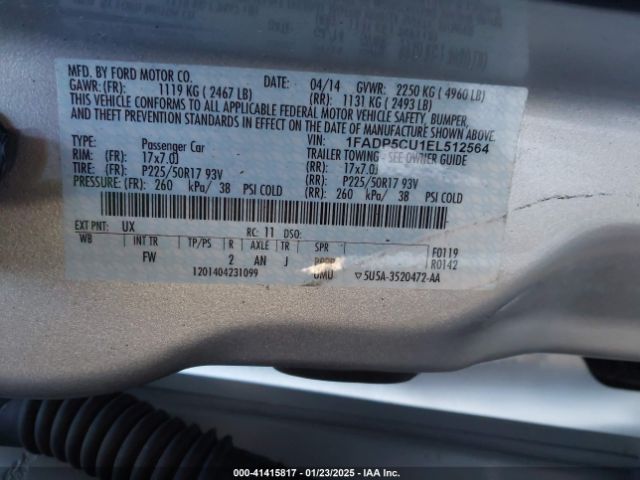 MFD. BY FORD MOTOR CO. DATE: 04/14 GVWR: 2250 KG ( 4960 LB)
GAWR:(FR): 1119 KG ( 2467 LB) (RR): 1131 KG ( 2493 LB)
THIS VEHICLE CONFORMS TO ALL APPLICABLE FEDERAL MOTOR VEHICLE SAFETY, BUMPER,
AND THEFT PREVENTION STANDARDS IN EFFECT ON THE DATE OF MANUFACTURE SHOWN ABOVE.
VIN: 1FADP5CU1EL512564
TYPE: Passenger Car TRAILER TOWING - SEE OWNER GUIDE
RIM: (FR): 17x7.0J (RR): 17x7.0J
TIRE: (FR): P225/50R17 93V (RR): P225/50R17 93V
PRESSURE: (FR): 260 kPa/ 38 PSI COLD (RR): 260 kPa/ 38 PSI COLD
EXT PNT: UX RC: 11 DSO:
WB INT TR TP/PS R AXLE TR SPR F0119
FW 2 AN J R0142
1201404231099 UMU ▽5U5A-3520472-AA
000-41415817 - 01/23/2025 - IAA Inc.